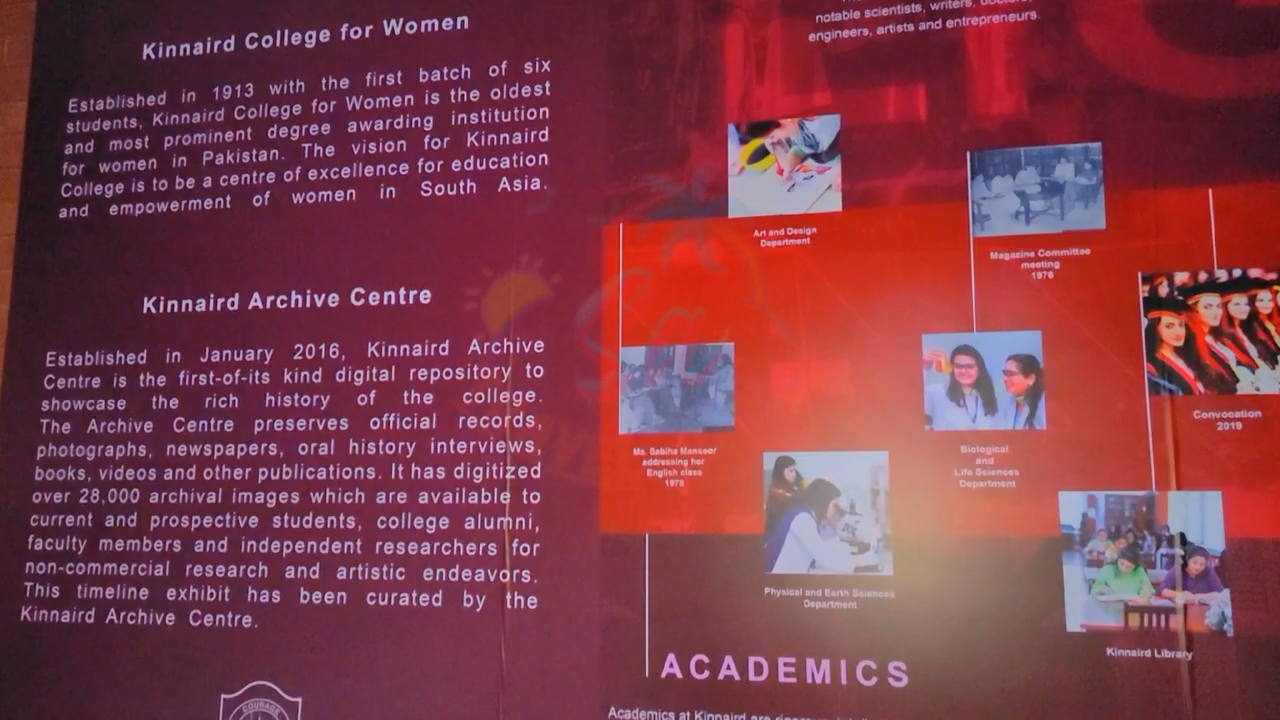 Kinnaird College for Women
Established in 1913 with the first batch of six
students, Kinnaird College for Women is the oldest
and most prominent degree awarding institution
for women in Pakistan. The vision for Kinnaird
College is to be a centre of excellence for education
and empowerment of women in South Asia.
Kinnaird Archive Centre
Established in January 2016, Kinnaird Archive
Centre is the first-of-its kind digital repository to
showcase the rich history of the college.
The Archive Centre preserves official records,
photographs, newspapers, oral history interviews,
books, videos and other publications. It has digitized
over 28,000 archival images which are available to
current and prospective students, college alumni,
faculty members and independent researchers for
non-commercial research and artistic endeavors.
This timeline exhibit has been curated by the
Kinnaird Archive Centre.
COURAGE
notable scientists, writers, doctors,
engineers, artists and entrepreneurs.
Art and Design
Department
Magazine Committee
meeting
1976
Ms. Sabiha Mansoor
addressing her
English class
1978
Biological
and
Life Sciences
Department
Convocation
2019
Physical and Earth Sciences
Department
Kinnaird Library
ACADEMICS
Academics at Kinnaird are